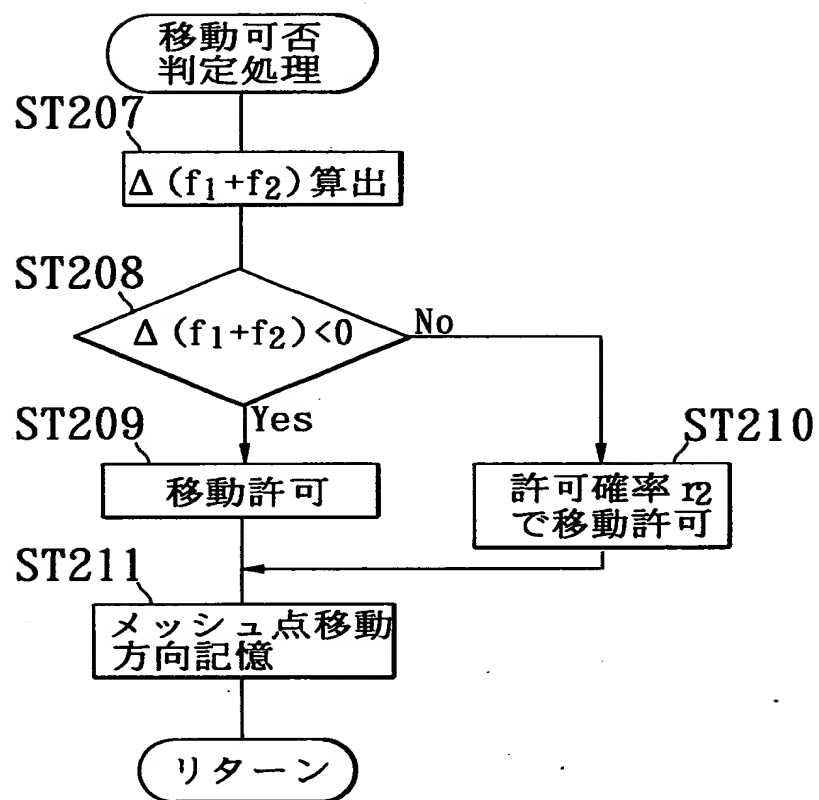 移動可否
判定処理
ST207
Δ(f1+f2)算出
ST208
Δ(f1+f2)<0
No
Yes
ST209
移動許可
ST210
許可確率 r2
で移動許可
ST211
メッシュ点移動
方向記憶
リターン